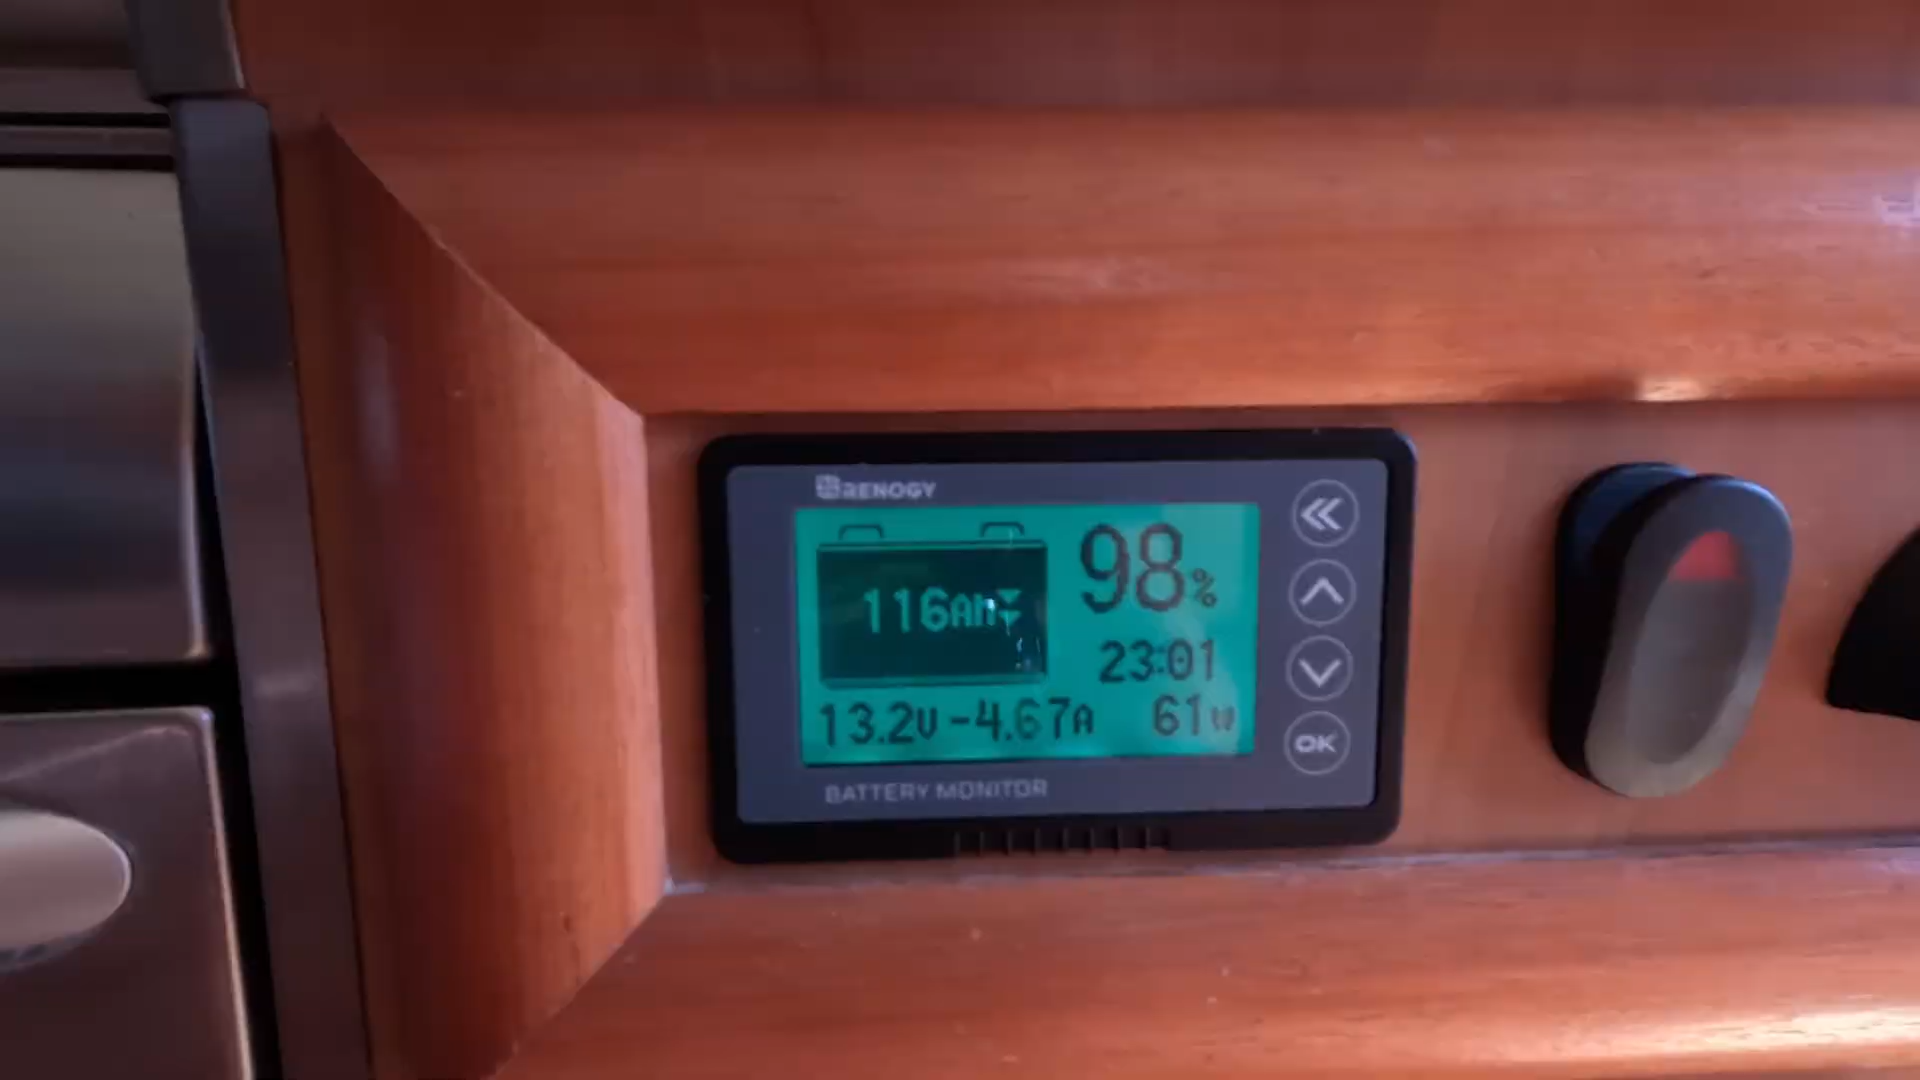 RENOGY
116Ah
98%
23:01
13.2V -4.67A 61W
BATTERY MONITOR
OK